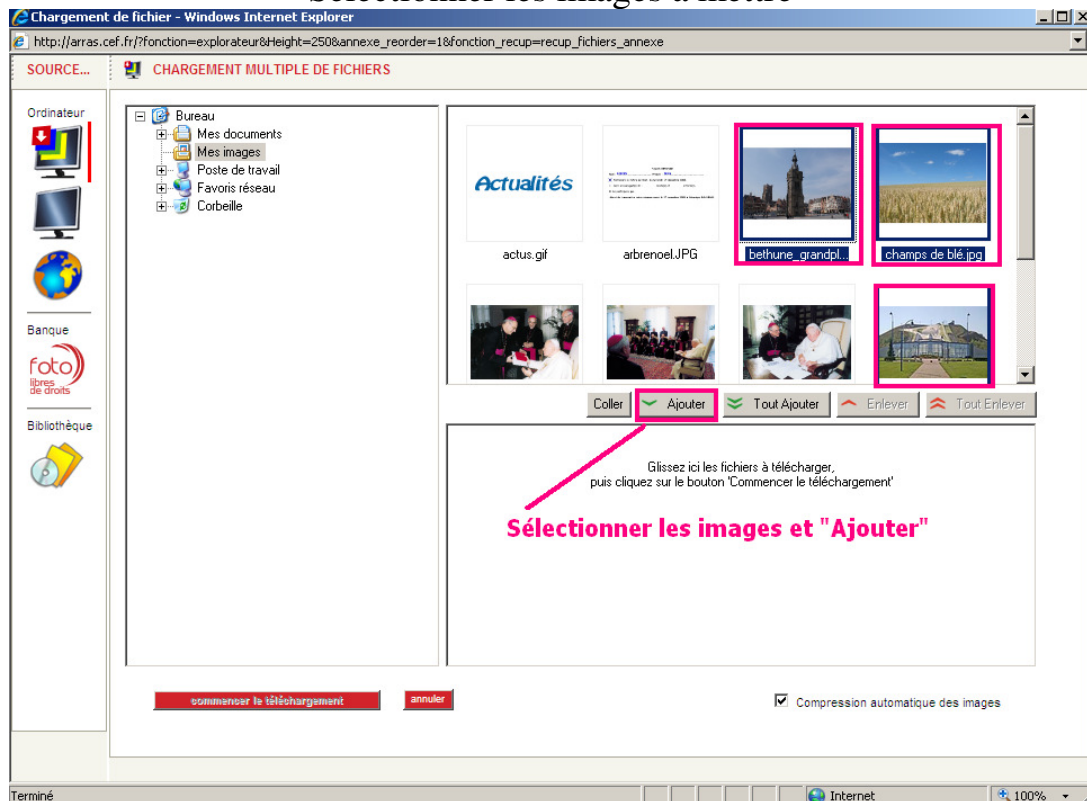 Sélectionner les images à mettre
Chargement de fichier - Windows Internet Explorer
http://arras.cef.fr/?fonction=explorateur&Height=250&annexe_reorder=1&fonction_recup=recup_fichiers_annexe
SOURCE...
CHARGEMENT MULTIPLE DE FICHIERS
Ordinateur
Banque
foto
libres
de droits
Bibliothèque
Bureau
Mes documents
Mes images
Poste de travail
Favoris réseau
Corbeille
Actualités
actus.gif
arbrenoel.JPG
bethune_grandpl...
champs de blé.jpg
Coller
Ajouter
Tout Ajouter
Enlever
Tout Enlever
Glissez ici les fichiers à télécharger,
puis cliquez sur le bouton 'Commencer le téléchargement'
Sélectionner les images et "Ajouter"
commencer le téléchargement
annuler
Compression automatique des images
Terminé
Internet
100%